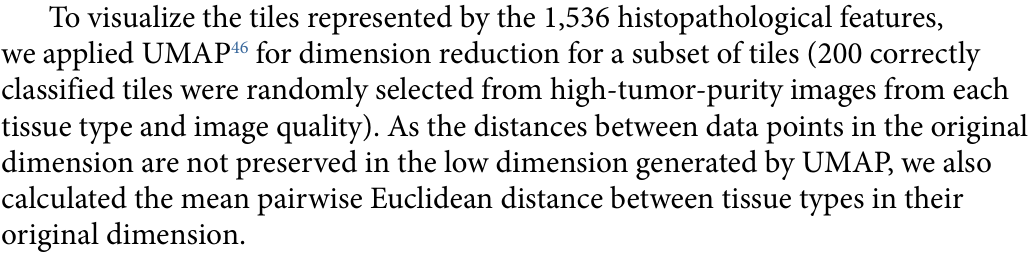 To visualize the tiles represented by the 1,536 histopathological features,
we applied UMAP46 for dimension reduction for a subset of tiles (200 correctly
classified tiles were randomly selected from high-tumor-purity images from each
tissue type and image quality). As the distances between data points in the original
dimension are not preserved in the low dimension generated by UMAP, we also
calculated the mean pairwise Euclidean distance between tissue types in their
original dimension.